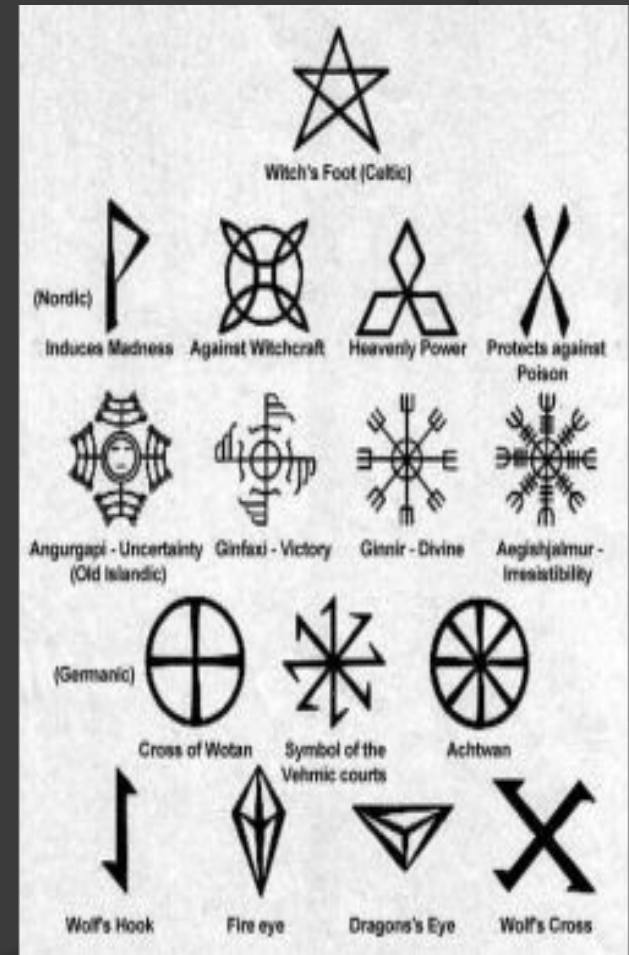 Witch's Foot (Celtic)
(Nordic)
Induces Madness Against Witchcraft Heavenly Power Protects against
Poison
Angurgapi - Uncertainty Ginfaxi - Victory Ginnir - Divine Aegishjalmur -
(Old Islandic) Irresistibility
(Germanic)
Cross of Wotan Symbol of the Achtwan
Vehmic courts
Wolf's Hook Fire eye Dragons's Eye Wolf's Cross